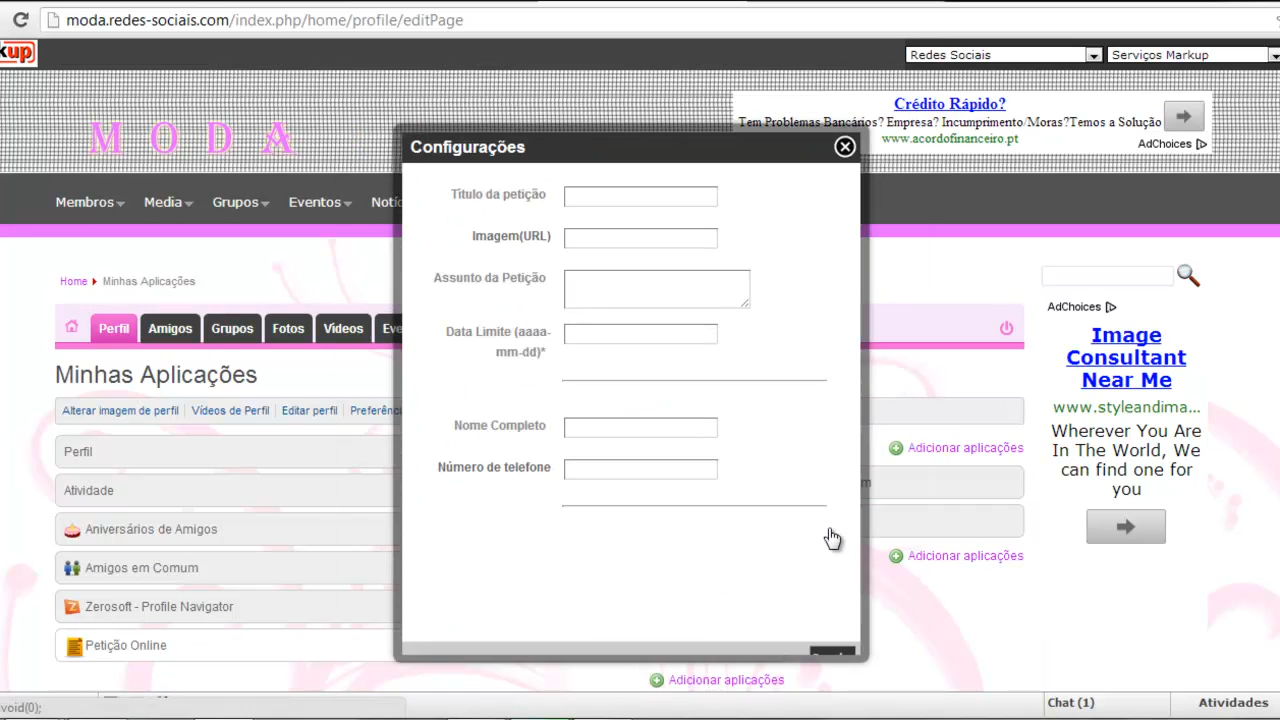 moda.redes-sociais.com/index.php/home/profile/editPage
kup
Redes Sociais
Serviços Markup
M O D A
Crédito Rápido?
Tem Problemas Bancários? Empresa? Incumprimento/Moras?Temos a Solução
www.acordofinanceiro.pt
AdChoices
Configurações
Membros
Media
Grupos
Eventos
Título da petição
Imagem(URL)
Assunto da Petição
Data Limite (aaaa-
mm-dd)*
Nome Completo
Número de telefone
Home
Minhas Aplicações
Perfil
Amigos
Grupos
Fotos
Videos
Minhas Aplicações
Alterar imagem de perfil
Vídeos de Perfil
Editar perfil
Perfil
Atividade
Aniversários de Amigos
Amigos em Comum
Zerosoft - Profile Navigator
Petição Online
Adicionar aplicações
Adicionar aplicações
Adicionar aplicações
AdChoices
Image
Consultant
Near Me
www.styleandima...
Wherever You Are
In The World, We
can find one for
you
void(0);
Chat (1)
Atividades